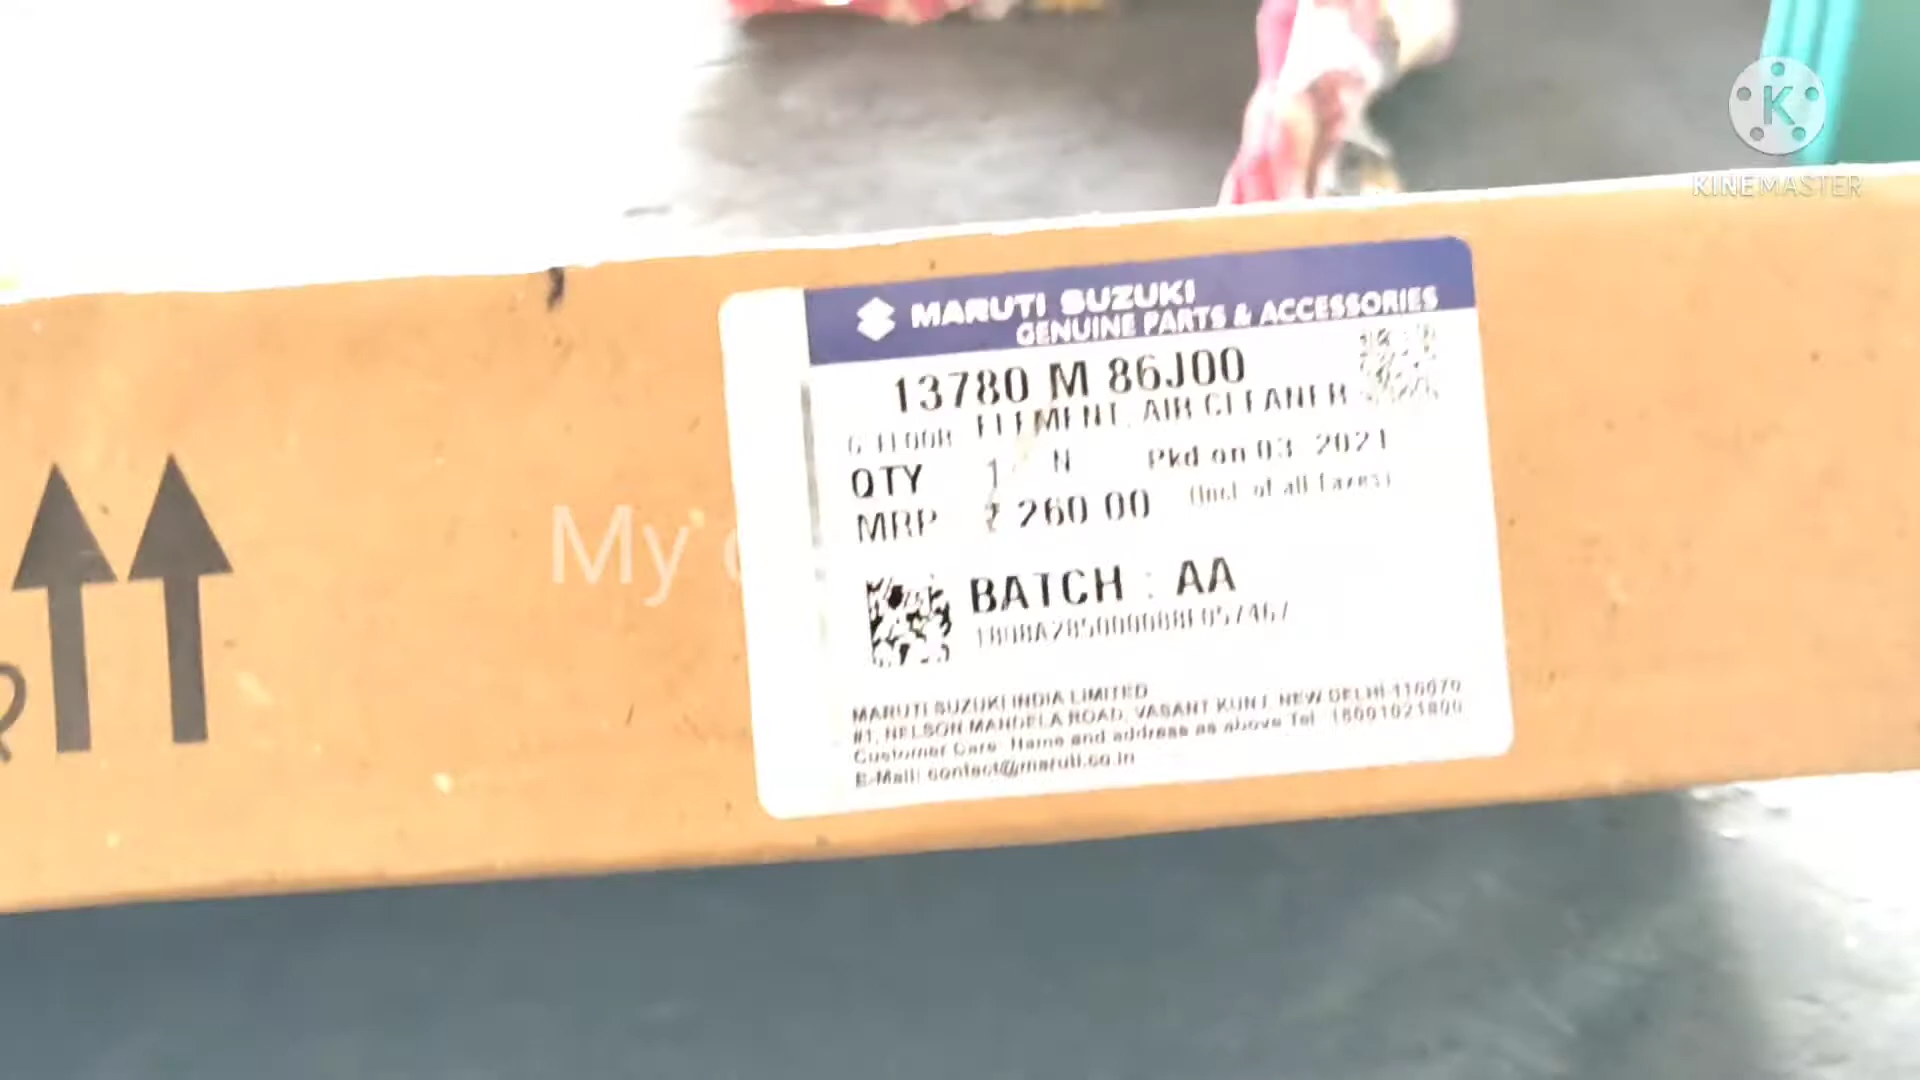 K
KINEMASTER
MARUTI SUZUKI
GENUINE PARTS & ACCESSORIES
13780 M 86J00
ELEMENT, AIR CLEANER
QTY 1 N Pkd on 03 2021
MRP ₹ 260.00 (Incl. of all taxes)
My
BATCH : AA
MARUTI SUZUKI INDIA LIMITED
#1, NELSON MANDELA ROAD, VASANT KUNJ, NEW DELHI-110070
Customer Care: Name and address as above Tel: 18001021800
E-Mail: contact@maruti.co.in